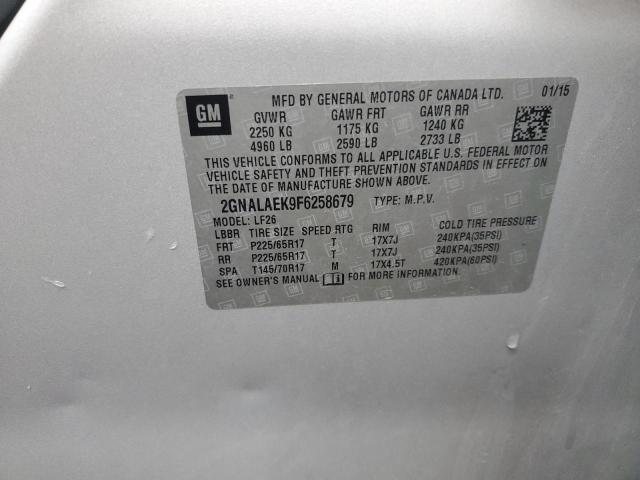 MFD BY GENERAL MOTORS OF CANADA LTD. 01/15
GM
GVWR GAWR FRT GAWR RR
2250 KG 1175 KG 1240 KG
4960 LB 2590 LB 2733 LB
THIS VEHICLE CONFORMS TO ALL APPLICABLE U.S. FEDERAL MOTOR
VEHICLE SAFETY AND THEFT PREVENTION STANDARDS IN EFFECT ON
THE DATE OF MANUFACTURE SHOWN ABOVE.
2GNALAEK9F6258679 TYPE: M.P.V.
MODEL: LF26
LBBR TIRE SIZE SPEED RTG RIM COLD TIRE PRESSURE
FRT P225/65R17 T 17X7J 240KPA(35PSI)
RR P225/65R17 T 17X7J 240KPA(35PSI)
SPA T145/70R17 M 17X4.5T 420KPA(60PSI)
SEE OWNER'S MANUAL FOR MORE INFORMATION.